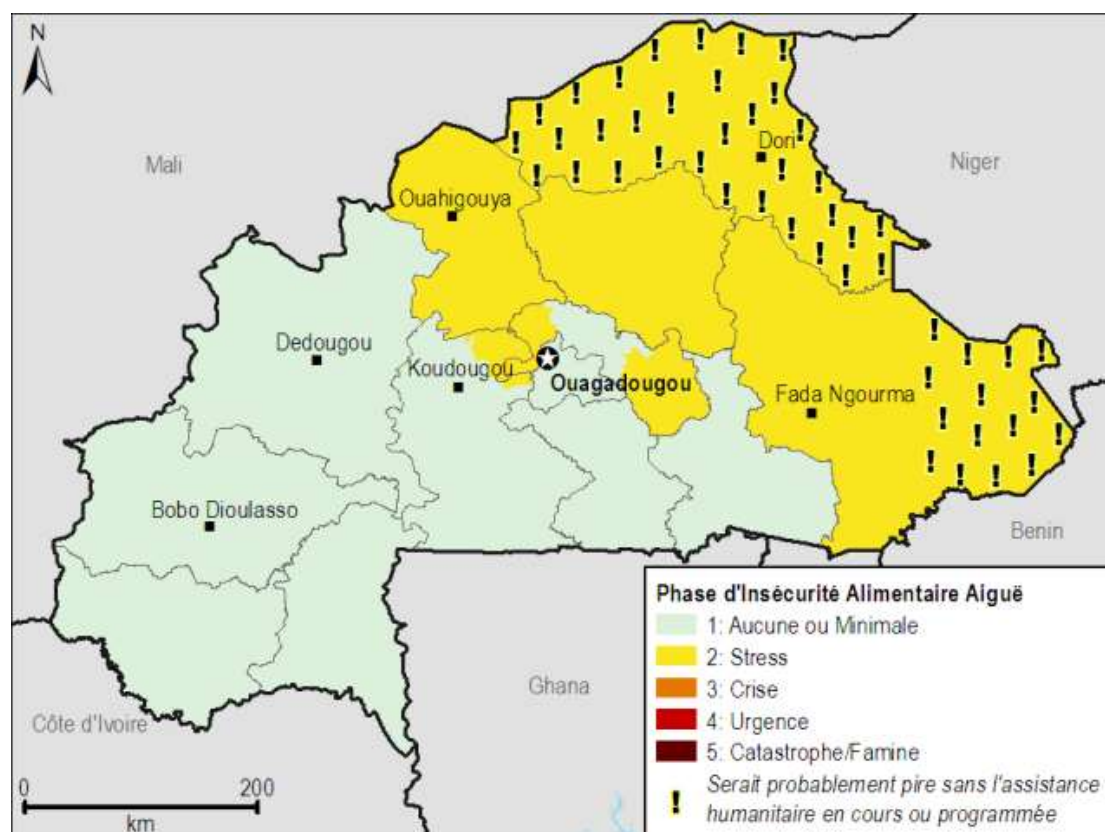 N
Mali
Niger
Dori
Ouahigouya
Dedougou
Koudougou
Ouagadougou
Fada Ngourma
Bobo Dioulasso
Benin
Ghana
Côte d'Ivoire
0 200
km
Phase d'Insécurité Alimentaire Aiguë
1: Aucune ou Minimale
2: Stress
3: Crise
4: Urgence
5: Catastrophe/Famine
! Serait probablement pire sans l'assistance
humanitaire en cours ou programmée